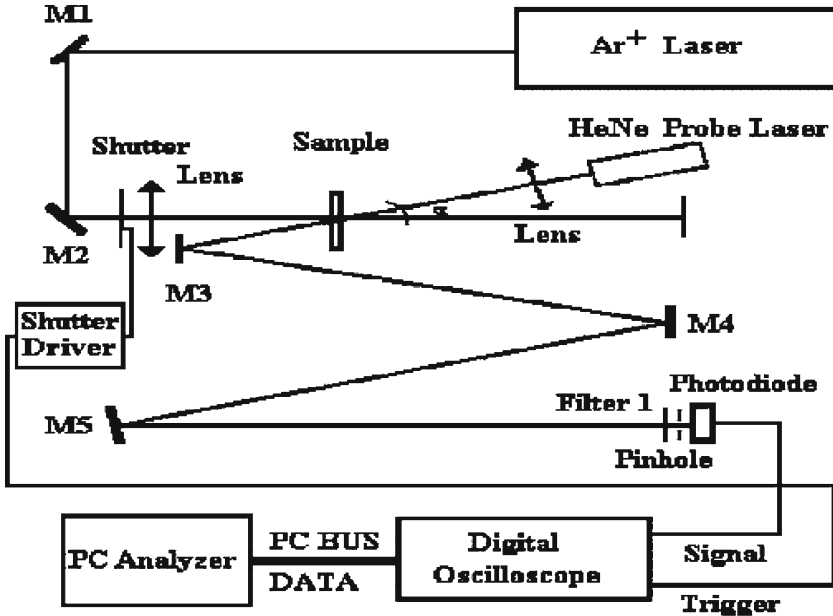 M1
Ar+ Laser
HeNe Probe Laser
Shutter
Lens
Sample
α
Lens
M2
M3
Shutter
Driver
M4
M5
Filter 1
Photodiode
Pinhole
PC Analyzer
PC BUS
DATA
Digital
Oscilloscope
Signal
Trigger